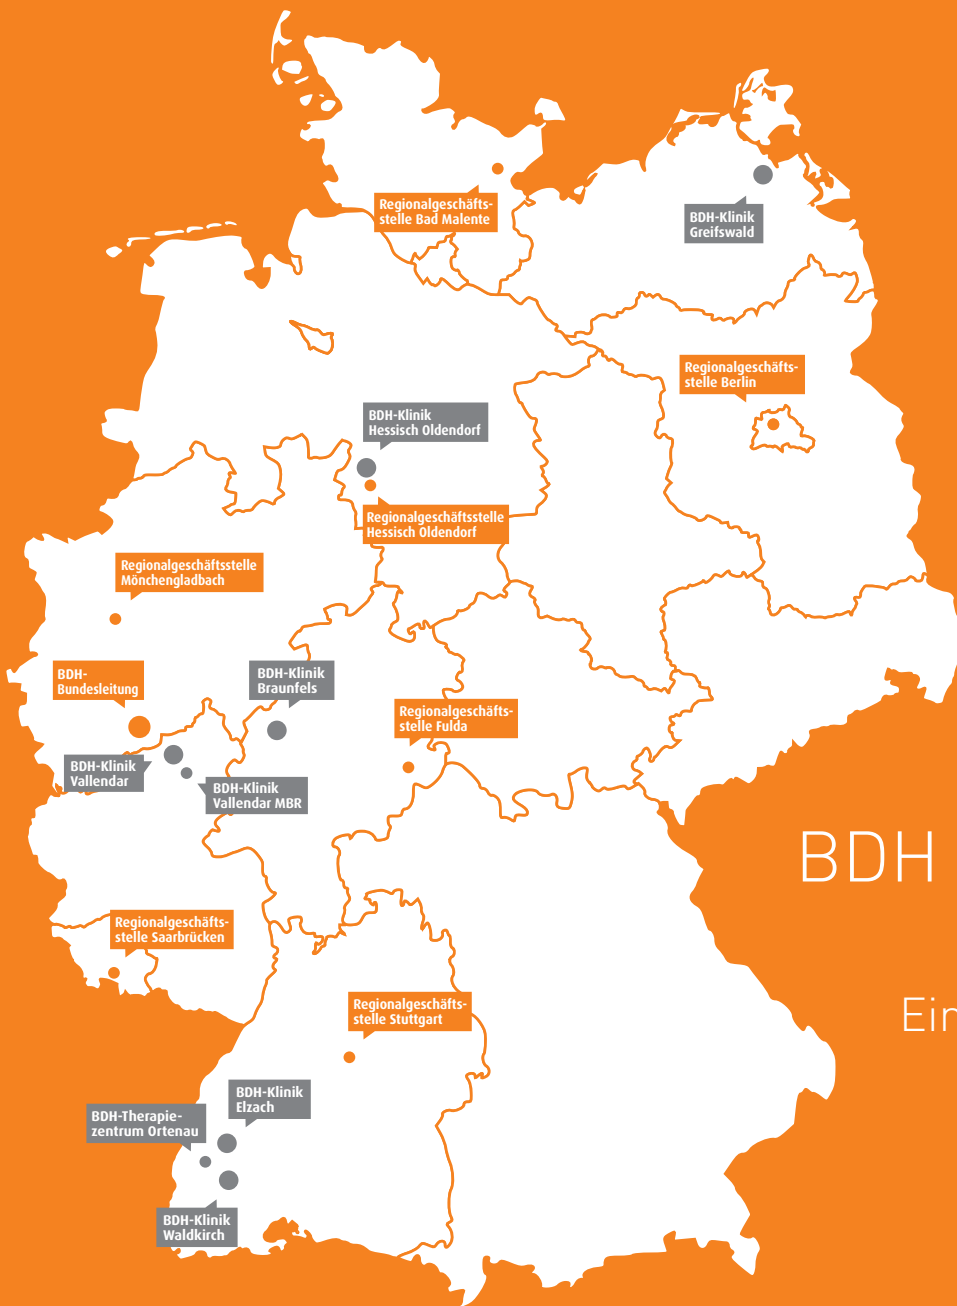 Regionalgeschäfts-
stelle Bad Malente
BDH-Klinik
Greifswald
Regionalgeschäfts-
stelle Berlin
BDH-Klinik
Hessisch Oldendorf
Regionalgeschäftsstelle
Hessisch Oldendorf
Regionalgeschäftsstelle
Mönchengladbach
BDH-
Bundesleitung
BDH-Klinik
Braunfels
Regionalgeschäfts-
stelle Fulda
BDH-Klinik
Vallendar
BDH-Klinik
Vallendar MBR
BDH
Regionalgeschäfts-
stelle Saarbrücken
Regionalgeschäfts-
stelle Stuttgart
Ein
BDH-Klinik
Elzach
BDH-Therapie-
zentrum Ortenau
BDH-Klinik
Waldkirch